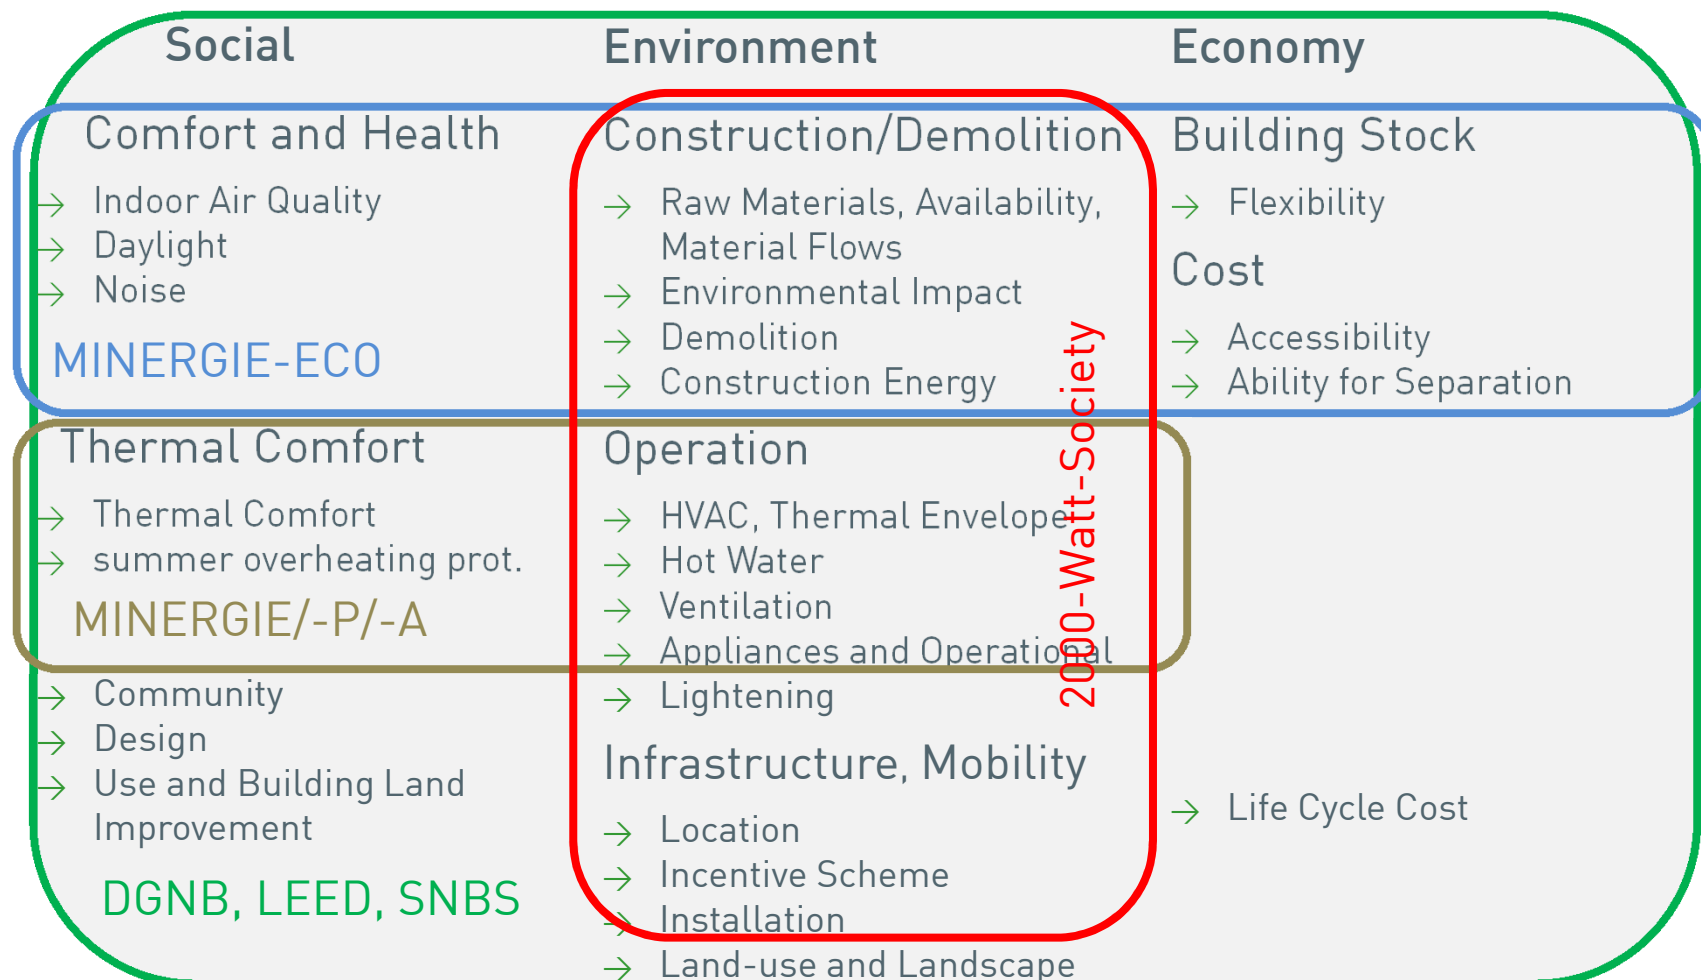 Social
Comfort and Health
Indoor Air Quality
Daylight
Noise
MINERGIE-ECO
Thermal Comfort
Thermal Comfort
summer overheating prot.
MINERGIE/-P/-A
Community
Design
Use and Building Land
Improvement
DGNB, LEED, SNBS
Environment
Construction/Demolition
Raw Materials, Availability,
Material Flows
Environmental Impact
Demolition
Construction Energy
Operation
HVAC, Thermal Envelope
Hot Water
Ventilation
Appliances and Operational
Lightening
Infrastructure, Mobility
Location
Incentive Scheme
Installation
Land-use and Landscape
2000-Watt-Society
Economy
Building Stock
Flexibility
Cost
Accessibility
Ability for Separation
Life Cycle Cost